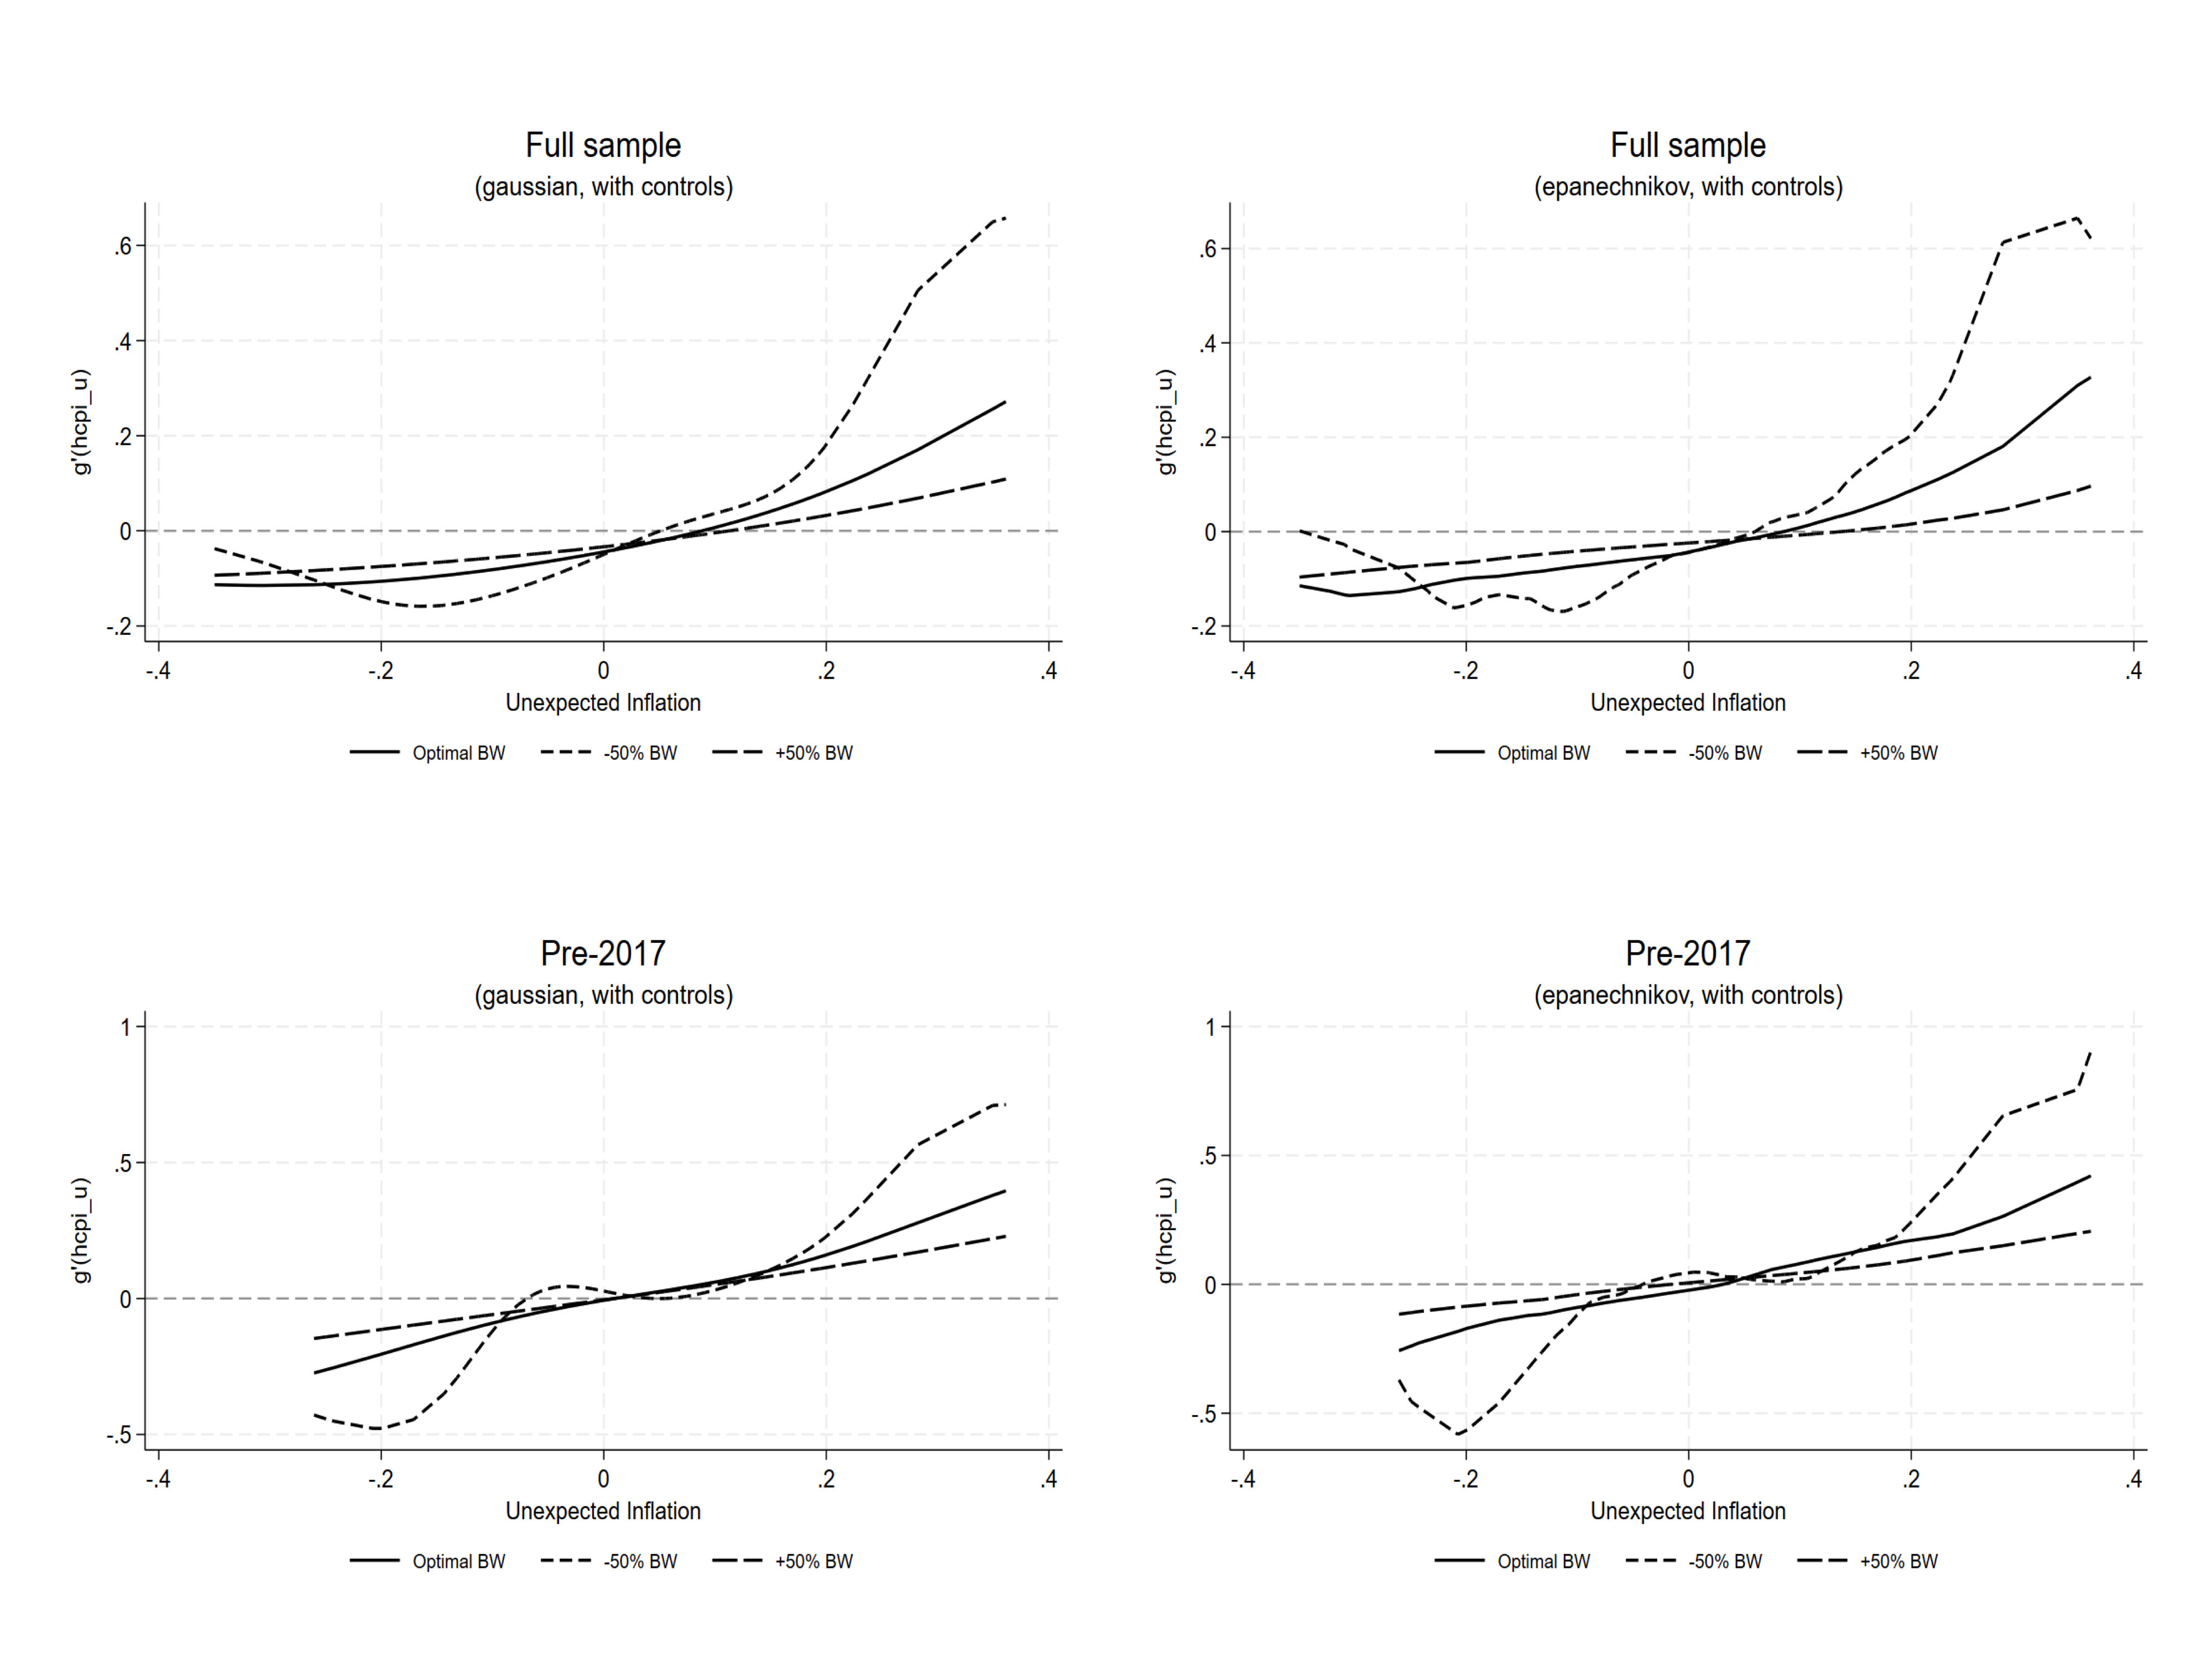 Full sample
(gaussian, with controls)
.6
.4
.2
0
-.2
g'(hcpi_u)
-.4 -.2 0 .2 .4
Unexpected Inflation
Optimal BW -50% BW +50% BW
Full sample
(epanechnikov, with controls)
.6
.4
.2
0
-.2
g'(hcpi_u)
-.4 -.2 0 .2 .4
Unexpected Inflation
Optimal BW -50% BW +50% BW
Pre-2017
(gaussian, with controls)
1
.5
0
-.5
g'(hcpi_u)
-.4 -.2 0 .2 .4
Unexpected Inflation
Optimal BW -50% BW +50% BW
Pre-2017
(epanechnikov, with controls)
1
.5
0
-.5
g'(hcpi_u)
-.4 -.2 0 .2 .4
Unexpected Inflation
Optimal BW -50% BW +50% BW